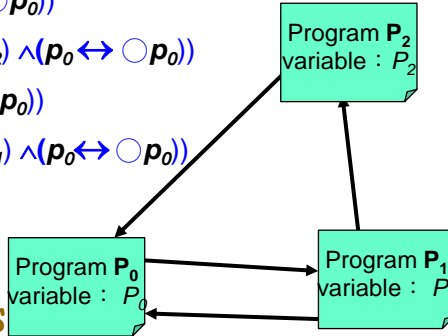 ○p₀))
) ∧(p₀↔ ○p₀))
p₀))
) ∧(p₀↔ ○p₀))
Program P₂
variable： P₂
Program P₀
variable： P₀
Program P₁
variable： P
s